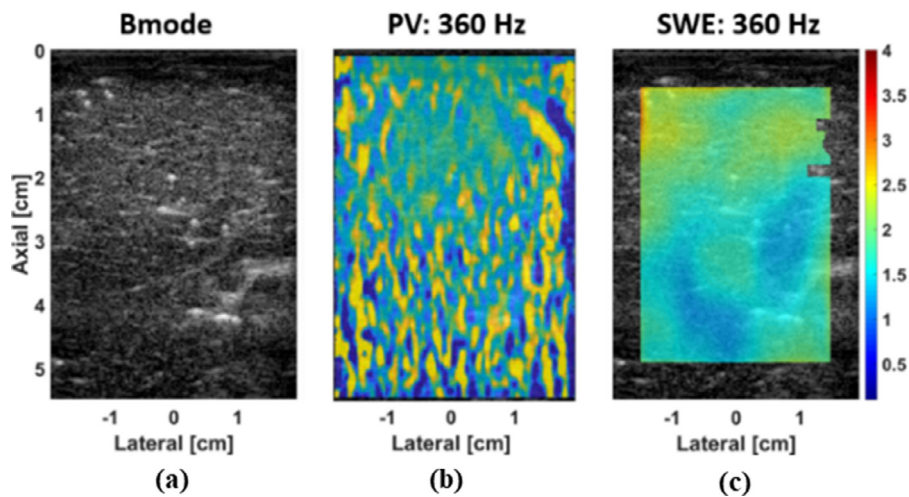 Bmode PV: 360 Hz SWE: 360 Hz
0
1
2
3
4
5
Axial [cm]
-1 0 1
Lateral [cm]
-1 0 1
Lateral [cm]
-1 0 1
Lateral [cm]
4
3.5
3
2.5
2
1.5
1
0.5
(a) (b) (c)